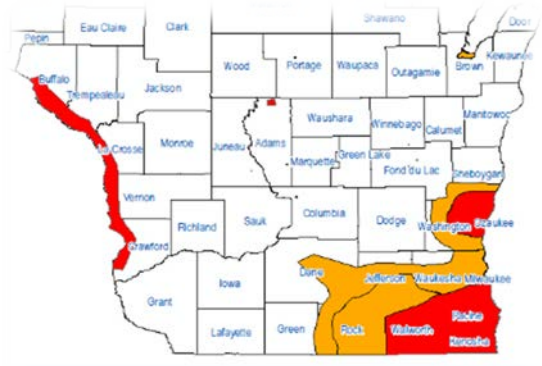 Shawano
Door
Eau Claire
Clark
Pepin
Kewaunee
Wood
Portage
Waupaca
Brown
Outagamie
Buffalo
Trempealeau
Jackson
Manitowoc
Waushara
Winnebago
Calumet
La Crosse
Monroe
Juneau
Adams
Green Lake
Marquette
Fond du Lac
Sheboygan
Vernon
Columbia
Dodge
Richland
Sauk
Washington
Ozaukee
Crawford
Dane
Jefferson
Waukesha
Milwaukee
Iowa
Grant
Racine
Lafayette
Green
Rock
Walworth
Kenosha